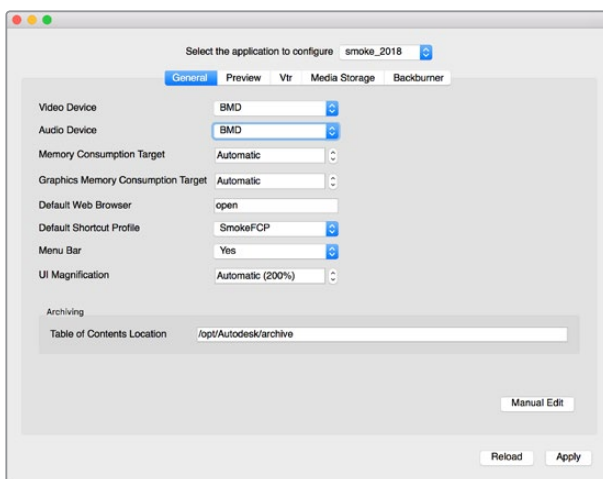 Select the application to configure smoke_2018
General Preview Vtr Media Storage Backburner
Video Device BMD
Audio Device BMD
Memory Consumption Target Automatic
Graphics Memory Consumption Target Automatic
Default Web Browser open
Default Shortcut Profile SmokeFCP
Menu Bar Yes
UI Magnification Automatic (200%)
Archiving
Table of Contents Location /opt/Autodesk/archive
Manual Edit
Reload Apply